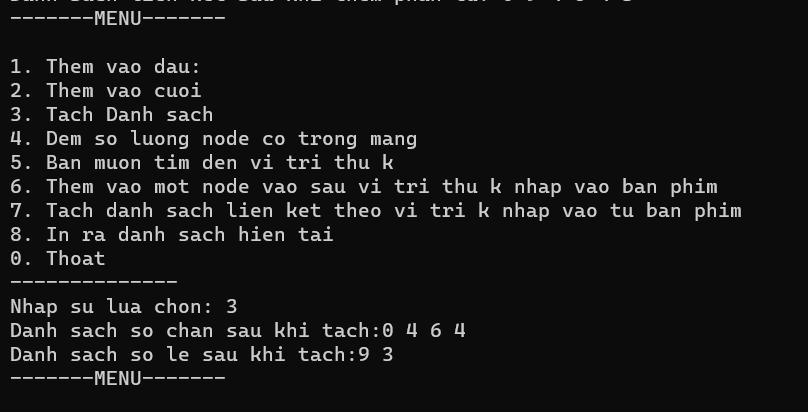 -------MENU-------
1. Them vao dau:
2. Them vao cuoi
3. Tach Danh sach
4. Dem so luong node co trong mang
5. Ban muon tim den vi tri thu k
6. Them vao mot node vao sau vi tri thu k nhap vao ban phim
7. Tach danh sach lien ket theo vi tri k nhap vao tu ban phim
8. In ra danh sach hien tai
0. Thoat
--------------
Nhap su lua chon: 3
Danh sach so chan sau khi tach:0 4 6 4
Danh sach so le sau khi tach:9 3
-------MENU-------